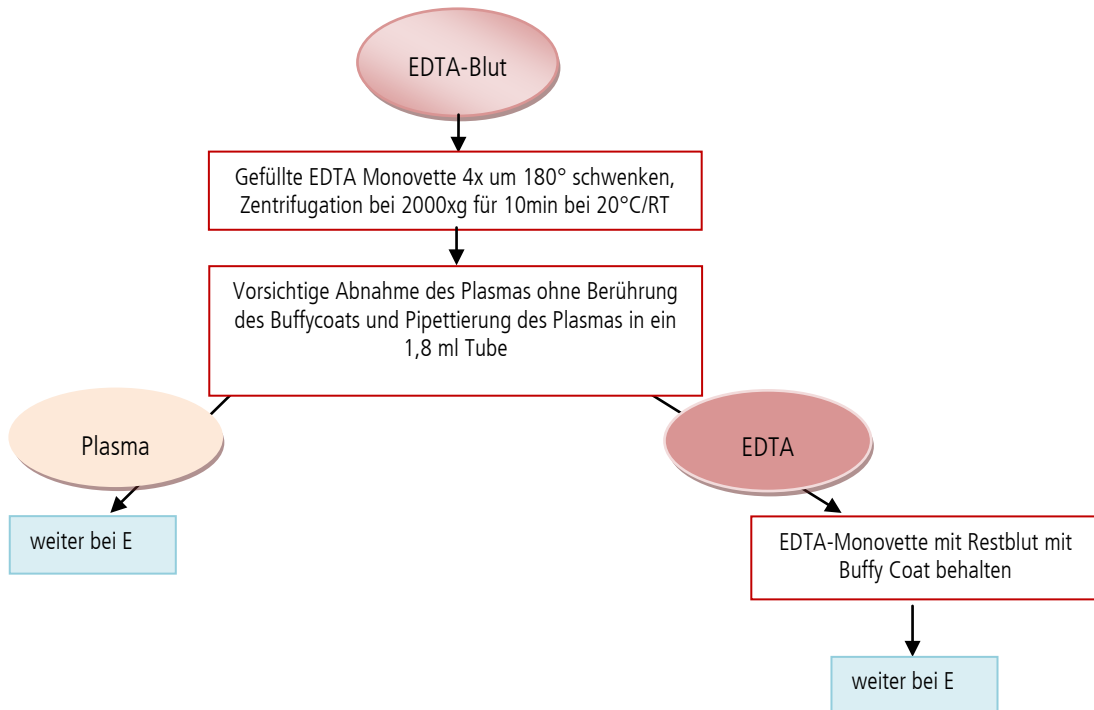 EDTA-Blut
Gefüllte EDTA Monovette 4x um 180° schwenken,
Zentrifugation bei 2000xg für 10min bei 20°C/RT
Vorsichtige Abnahme des Plasmas ohne Berührung
des Buffycoats und Pipettierung des Plasmas in ein
1,8 ml Tube
Plasma
EDTA
weiter bei E
EDTA-Monovette mit Restblut mit
Buffy Coat behalten
weiter bei E